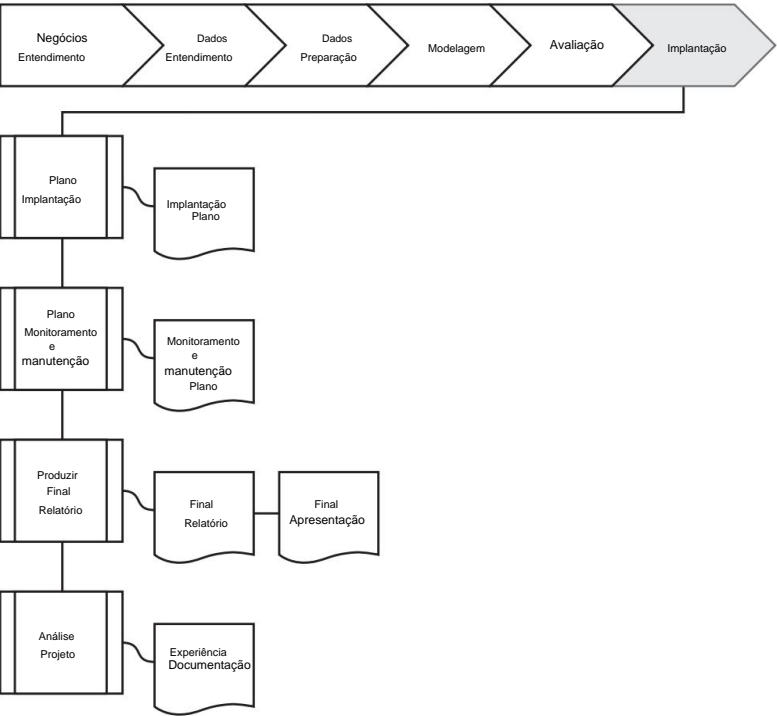 Negócios
Entendimento
Dados
Entendimento
Dados
Preparação
Modelagem
Avaliação
Implantação
Plano
Implantação
Implantação
Plano
Plano
Monitoramento
e
manutenção
Monitoramento
e
manutenção
Plano
Produzir
Final
Relatório
Final
Relatório
Final
Apresentação
Análise
Projeto
Experiência
Documentação